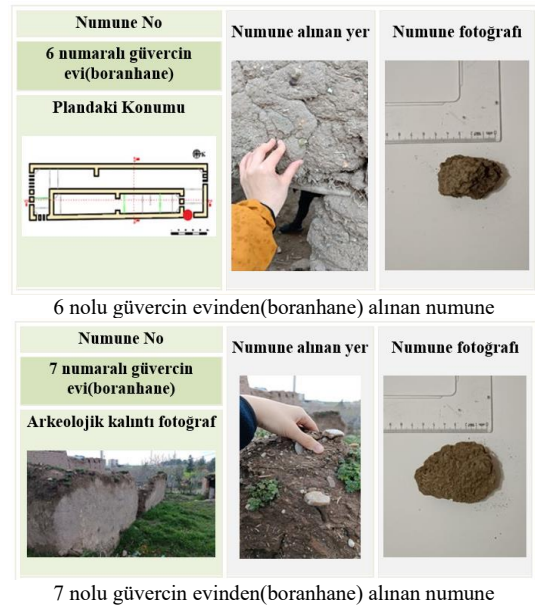 Numune No
Numune alınan yer
Numune fotoğrafı
6 numaralı güvercin
evi(boranhane)
Plandaki Konumu
6 nolu güvercin evinden(boranhane) alınan numune
Numune No
Numune alınan yer
Numune fotoğrafı
7 numaralı güvercin
evi(boranhane)
Arkeolojik kalıntı fotoğraf
7 nolu güvercin evinden(boranhane) alınan numune